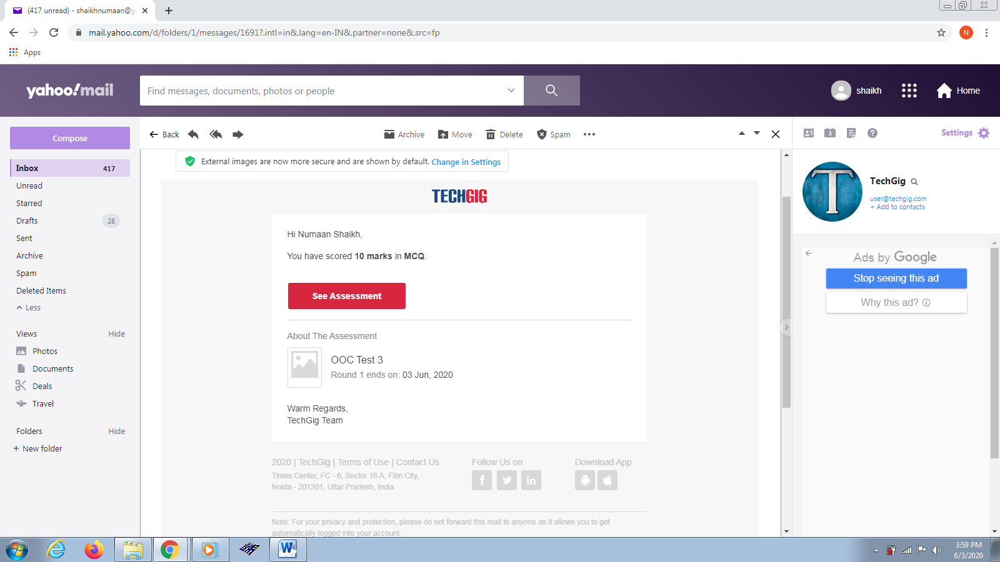 (417 unread) - shaikhnumaan@y
mail.yahoo.com/d/folders/1/messages/1691?.intl=in&.lang=en-IN&.partner=none&.src=fp
N
Apps
yahoo!mail
Find messages, documents, photos or people
shaikh
Home
Compose
Back
Archive
Move
Delete
Spam
3
Settings
Inbox 417
Unread
Starred
Drafts 28
Sent
Archive
Spam
Deleted Items
Less
Views Hide
Photos
Documents
Deals
Travel
Folders Hide
+ New folder
External images are now more secure and are shown by default. Change in Settings
TECHGIG
Hi Numaan Shaikh,
You have scored 10 marks in MCQ.
See Assessment
About The Assessment
OOC Test 3
Round 1 ends on: 03 Jun, 2020
Warm Regards,
TechGig Team
2020 | TechGig | Terms of Use | Contact Us
Times Center, FC - 6, Sector 16 A, Film City,
Noida - 201301, Uttar Pradesh, India
Follow Us on
Download App
Note: For your privacy and protection, please do not forward this mail to anyone as it allows you to get
automatically logged into your account.
T
TechGig
user@techgig.com
+ Add to contacts
Ads by Google
Stop seeing this ad
Why this ad?
3:59 PM
6/3/2020